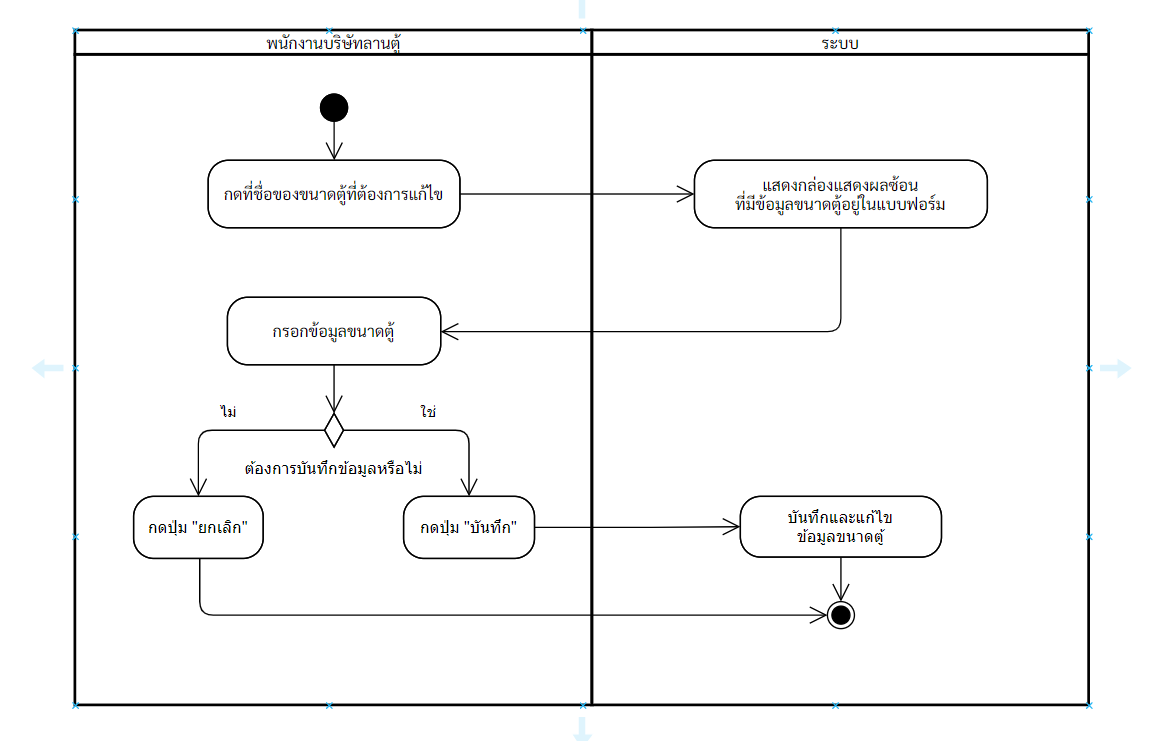 พนักงานบริษัทลานตู้
ระบบ
กดที่ชื่อของขนาดตู้ที่ต้องการแก้ไข
แสดงกล่องแสดงผลซ้อน
ที่มีข้อมูลขนาดตู้อยู่ในแบบฟอร์ม
กรอกข้อมูลขนาดตู้
ไม่
ใช่
ต้องการบันทึกข้อมูลหรือไม่
กดปุ่ม "ยกเลิก"
กดปุ่ม "บันทึก"
บันทึกและแก้ไข
ข้อมูลขนาดตู้